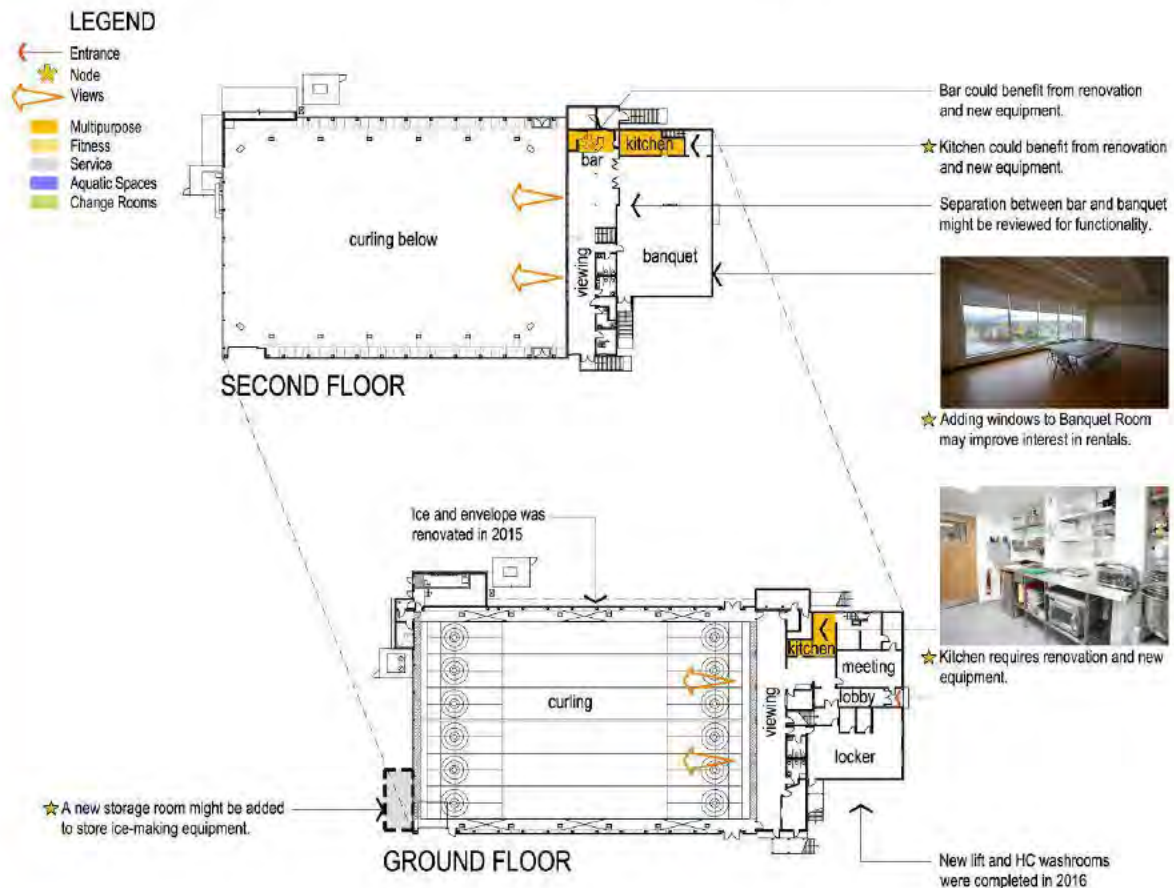 LEGEND
Entrance
Node
Views
Multipurpose
Fitness
Service
Aquatic Spaces
Change Rooms
bar
kitchen
curling below
viewing
banquet
SECOND FLOOR
Bar could benefit from renovation
and new equipment.
Kitchen could benefit from renovation
and new equipment.
Separation between bar and banquet
might be reviewed for functionality.
Adding windows to Banquet Room
may improve interest in rentals.
Ice and envelope was
renovated in 2015
kitchen
meeting
lobby
curling
viewing
locker
Kitchen requires renovation and new
equipment.
A new storage room might be added
to store ice-making equipment.
GROUND FLOOR
New lift and HC washrooms
were completed in 2016